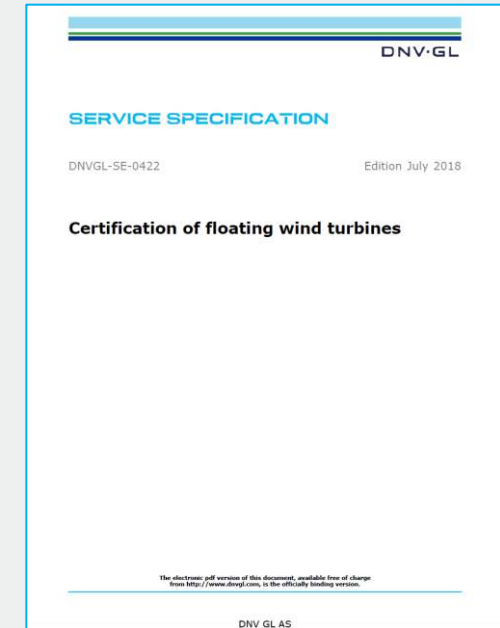 DNV·GL
SERVICE SPECIFICATION
DNVGL-SE-0422 Edition July 2018
Certification of floating wind turbines
The electronic pdf version of this document, available free of charge
from http://www.dnvgl.com, is the officially binding version.
DNV GL AS